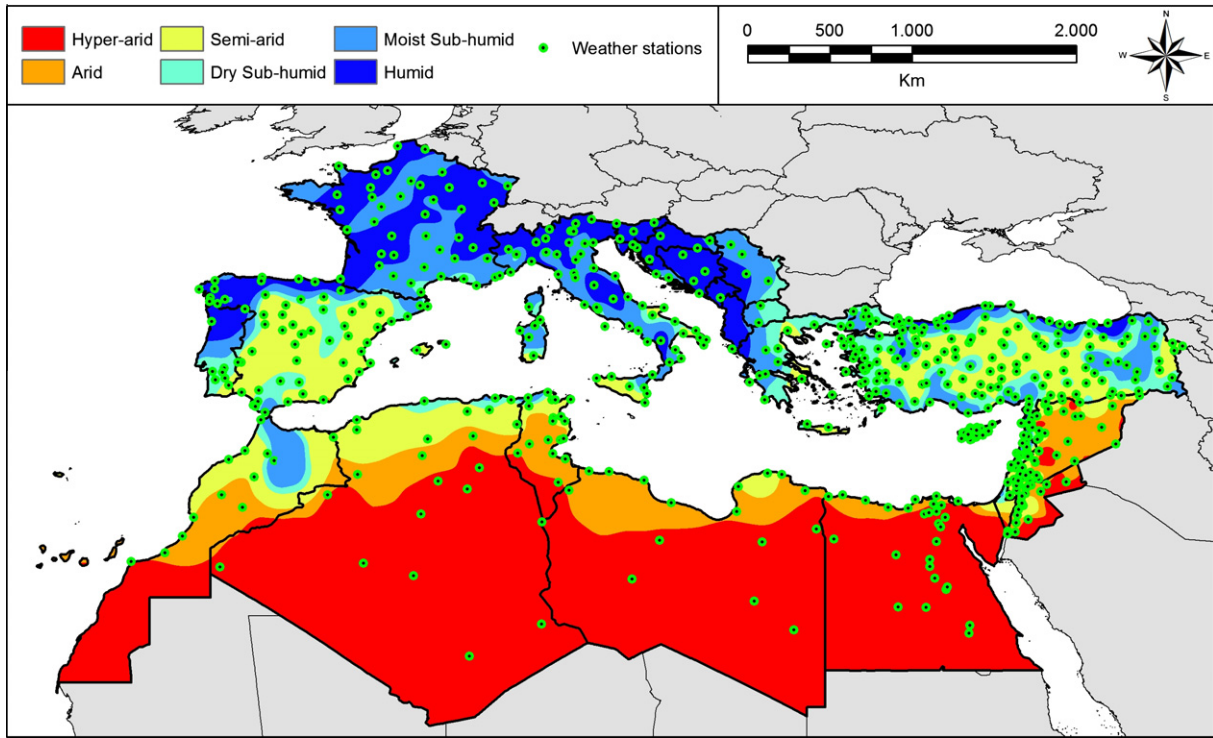 Hyper-arid Semi-arid Moist Sub-humid Weather stations
Arid Dry Sub-humid Humid
0 500 1.000 2.000
Km
N
W E
S